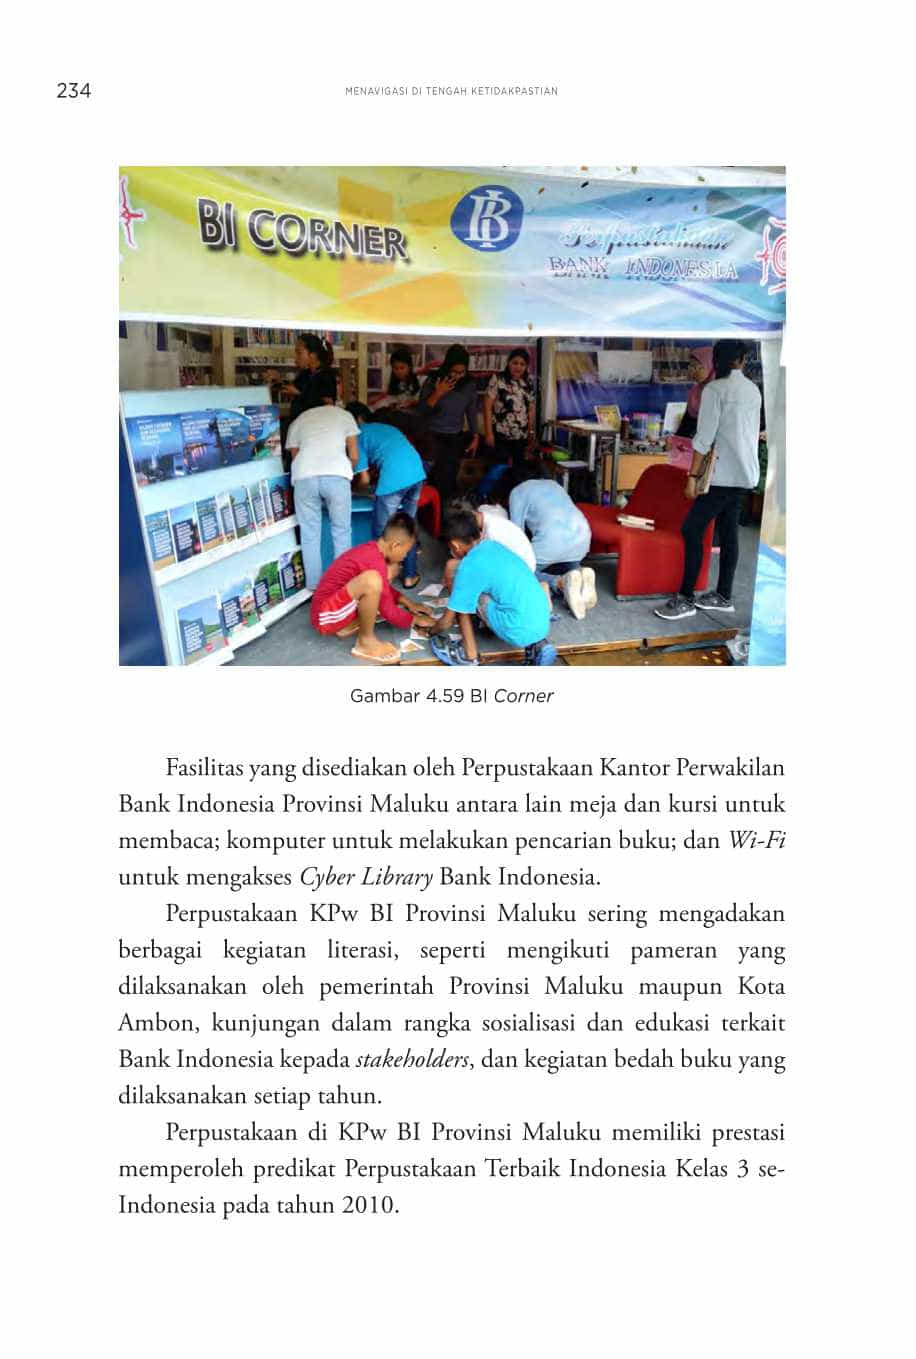 234
MENAVIGASI DI TENGAH KETIDAKPASTIAN
BI CORNER
Perpustakaan
BANK INDONESIA
Gambar 4.59 BI Corner
Fasilitas yang disediakan oleh Perpustakaan Kantor Perwakilan
Bank Indonesia Provinsi Maluku antara lain meja dan kursi untuk
membaca; komputer untuk melakukan pencarian buku; dan Wi-Fi
untuk mengakses Cyber Library Bank Indonesia.
Perpustakaan KPw BI Provinsi Maluku sering mengadakan
berbagai kegiatan literasi, seperti mengikuti pameran yang
dilaksanakan oleh pemerintah Provinsi Maluku maupun Kota
Ambon, kunjungan dalam rangka sosialisasi dan edukasi terkait
Bank Indonesia kepada stakeholders, dan kegiatan bedah buku yang
dilaksanakan setiap tahun.
Perpustakaan di KPw BI Provinsi Maluku memiliki prestasi
memperoleh predikat Perpustakaan Terbaik Indonesia Kelas 3 se-
Indonesia pada tahun 2010.